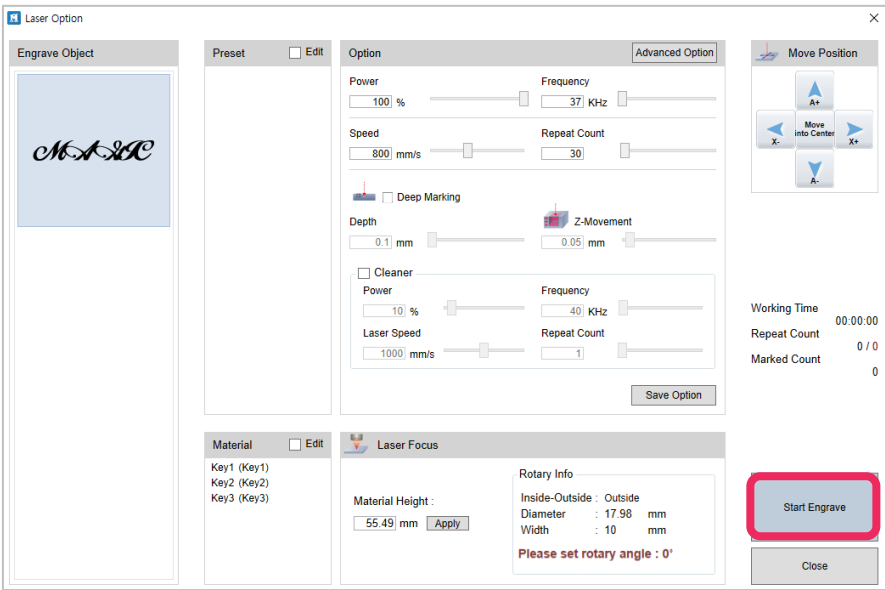 Laser Option
Engrave Object
MAXIC
Preset
Edit
Option
Advanced Option
Power
100 %
Frequency
37 KHz
Speed
800 mm/s
Repeat Count
30
Deep Marking
Depth
0.1 mm
Z-Movement
0.05 mm
Cleaner
Power
10 %
Frequency
40 KHz
Laser Speed
1000 mm/s
Repeat Count
1
Save Option
Material
Edit
Key1 (Key1)
Key2 (Key2)
Key3 (Key3)
Laser Focus
Material Height :
55.49 mm Apply
Rotary Info
Inside-Outside : Outside
Diameter : 17.98 mm
Width : 10 mm
Please set rotary angle : 0˚
Move Position
A+
X-
Move
into Center
X+
A-
Working Time
00:00:00
Repeat Count
0 / 0
Marked Count
0
Start Engrave
Close